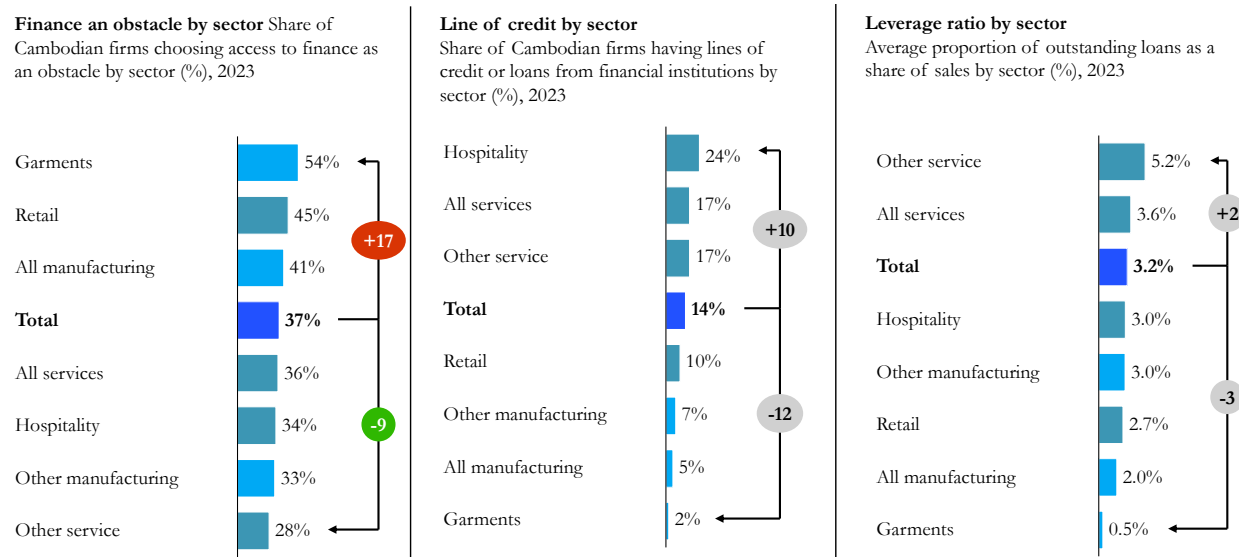 Finance an obstacle by sector Share of
Cambodian firms choosing access to finance as
an obstacle by sector (%), 2023
Garments 54%
Retail 45%
+17
All manufacturing 41%
Total 37%
All services 36%
Hospitality 34%
-9
Other manufacturing 33%
Other service 28%
Line of credit by sector
Share of Cambodian firms having lines of
credit or loans from financial institutions by
sector (%), 2023
Hospitality 24%
All services 17%
+10
Other service 17%
Total 14%
Retail 10%
Other manufacturing 7%
-12
All manufacturing 5%
Garments 2%
Leverage ratio by sector
Average proportion of outstanding loans as a
share of sales by sector (%), 2023
Other service 5.2%
All services 3.6%
+2
Total 3.2%
Hospitality 3.0%
Other manufacturing 3.0%
-3
Retail 2.7%
All manufacturing 2.0%
Garments 0.5%